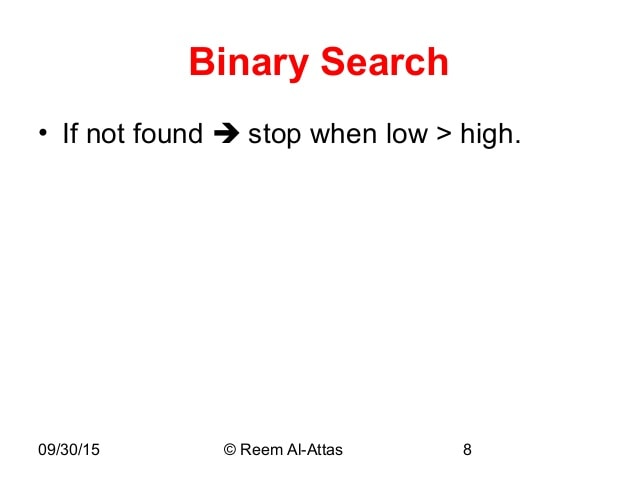 Binary Search
• If not found ➔ stop when low > high.
09/30/15 © Reem Al-Attas 8